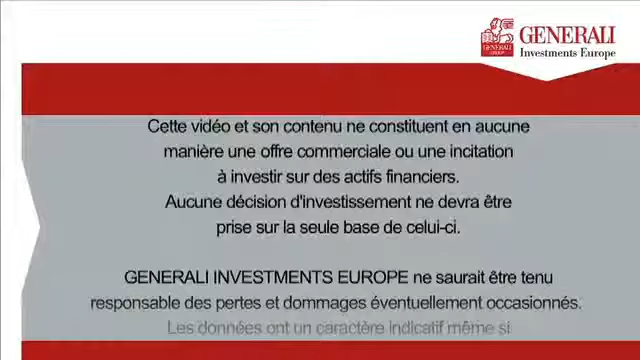 GENERALI
Investments Europe
Cette vidéo et son contenu ne constituent en aucune
manière une offre commerciale ou une incitation
à investir sur des actifs financiers.
Aucune décision d'investissement ne devra être
prise sur la seule base de celui-ci.
GENERALI INVESTMENTS EUROPE ne saurait être tenu
responsable des pertes et dommages éventuellement occasionnés.
Les données ont un caractère indicatif même si